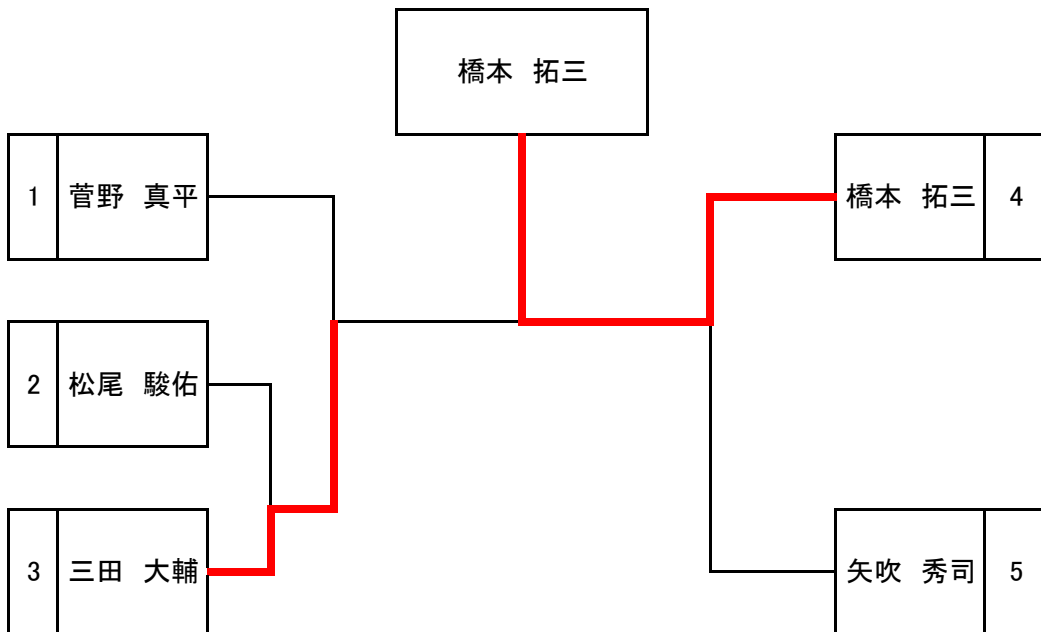 橋本　拓三
1 菅野　真平
橋本　拓三 4
2 松尾　駿佑
3 三田　大輔
矢吹　秀司 5